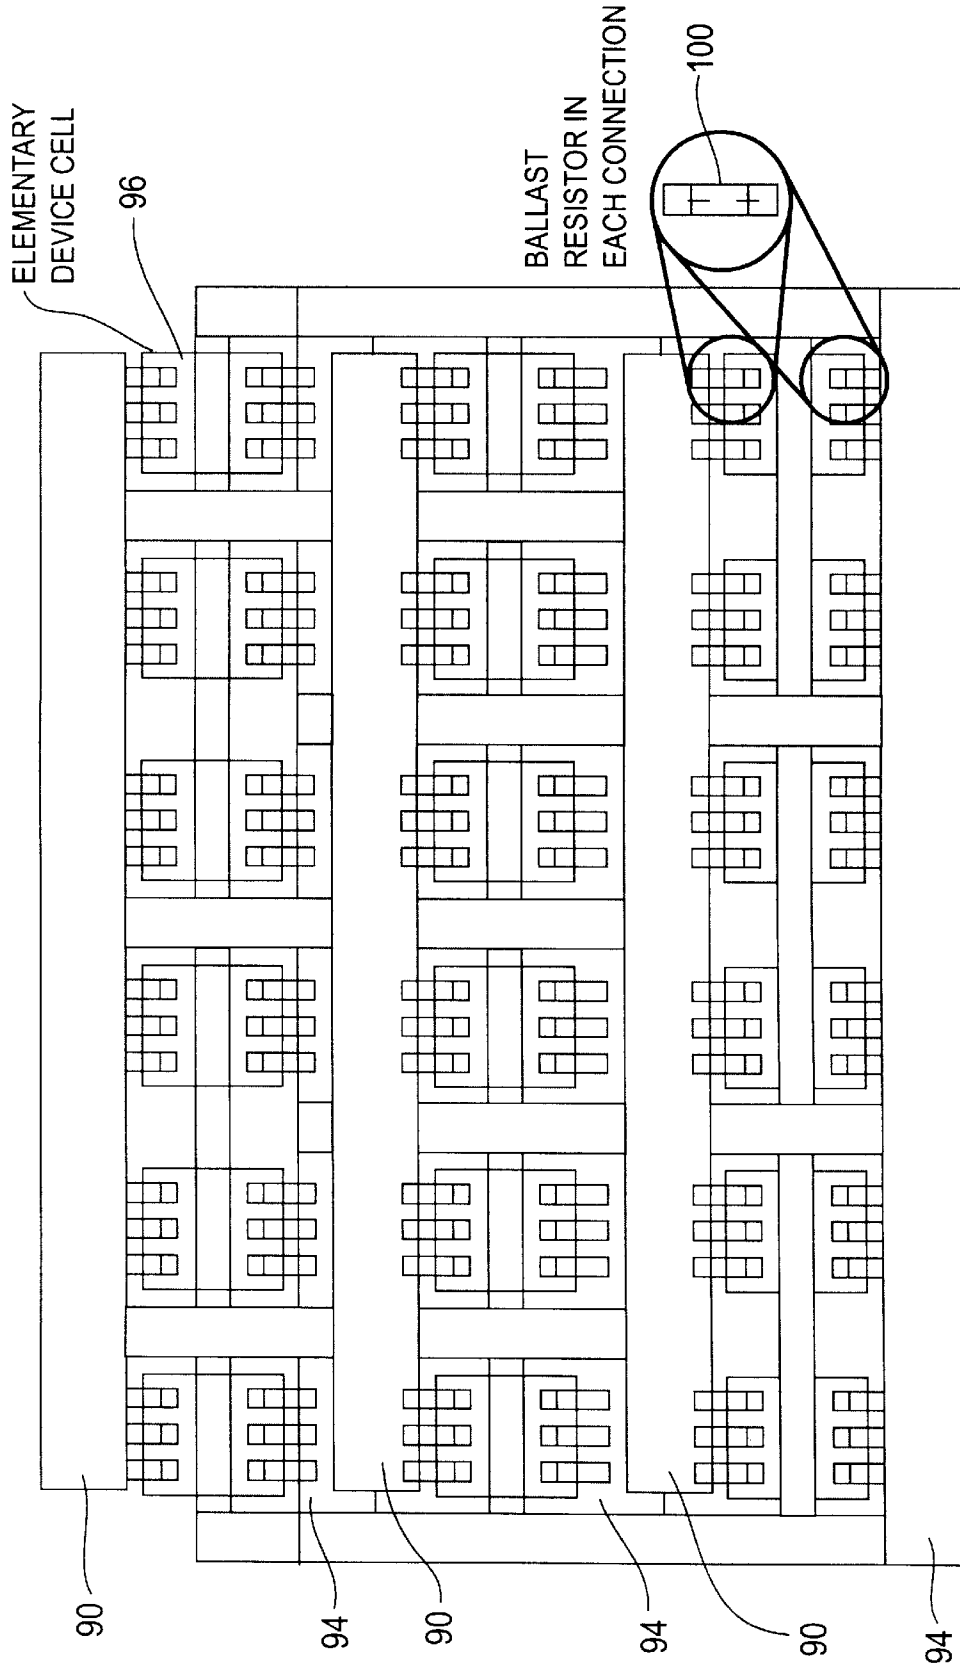 ELEMENTARY
DEVICE CELL
96
BALLAST
RESISTOR IN
EACH CONNECTION
100
90
94
90
94
90
94